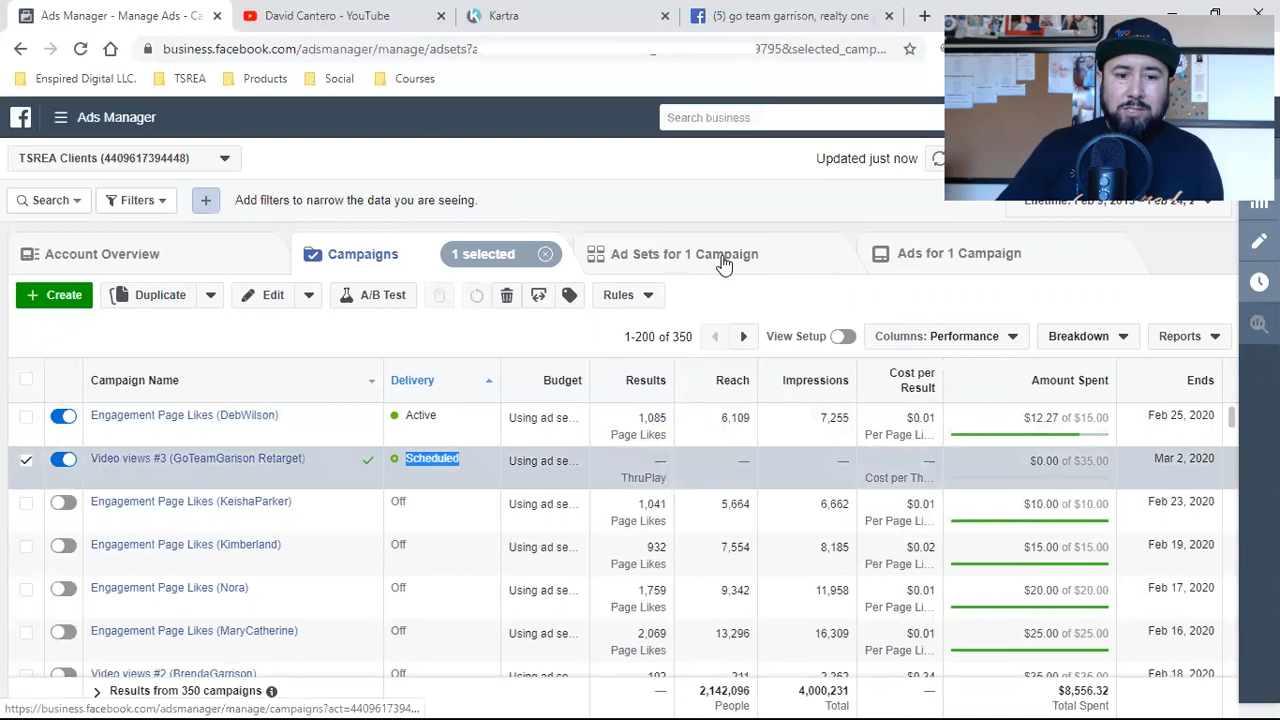 Ads Manager - Manage Ads - Ca
David Cantero - YouTube
Kartra
(5) go team garrison, realty one
business.facebook.com/adsmanager/manage/assets?a
9795&selected_camp...
Enspired Digital LLC.
TSREA
Products
Social
Courses
Ads Manager
Search business
TSREA Clients (4409617394448)
Updated just now
Search
Filters
Add filters to narrow the data you are seeing.
Account Overview
Campaigns
1 selected
Ad Sets for 1 Campaign
Ads for 1 Campaign
Create
Duplicate
Edit
A/B Test
Rules
1-200 of 350
View Setup
Columns: Performance
Breakdown
Reports
Campaign Name
Delivery
Budget
Results
Reach
Impressions
Cost per
Result
Amount Spent
Ends
Engagement Page Likes (DebWilson)
Active
Using ad se...
1,085
Page Likes
6,109
7,255
$0.01
Per Page Li...
$12.27 of $15.00
Feb 25, 2020
Video views #3 (GoTeamGarison Retarget)
Scheduled
Using ad se...
—
ThruPlay
—
—
—
Cost per Th...
$0.00 of $35.00
Mar 2, 2020
Engagement Page Likes (KeishaParker)
Off
Using ad se...
1,041
Page Likes
5,664
6,662
$0.01
Per Page Li...
$10.00 of $10.00
Feb 23, 2020
Engagement Page Likes (Kimberland)
Off
Using ad se...
932
Page Likes
7,554
8,185
$0.02
Per Page Li...
$15.00 of $15.00
Feb 19, 2020
Engagement Page Likes (Nora)
Off
Using ad se...
1,759
Page Likes
9,342
11,958
$0.01
Per Page Li...
$20.00 of $20.00
Feb 17, 2020
Engagement Page Likes (MaryCatherine)
Off
Using ad se...
2,069
Page Likes
13,296
16,309
$0.01
Per Page Li...
$25.00 of $25.00
Feb 16, 2020
Video views #2 (BrendaGarrison)
Off
Using ad se...
Feb 18, 2020
Results from 350 campaigns
—
2,142,096
People
4,000,231
Total
—
$8,556.32
Total Spent
https://business.facebook.com/adsmanager/manage/campaigns?act=4409617394...